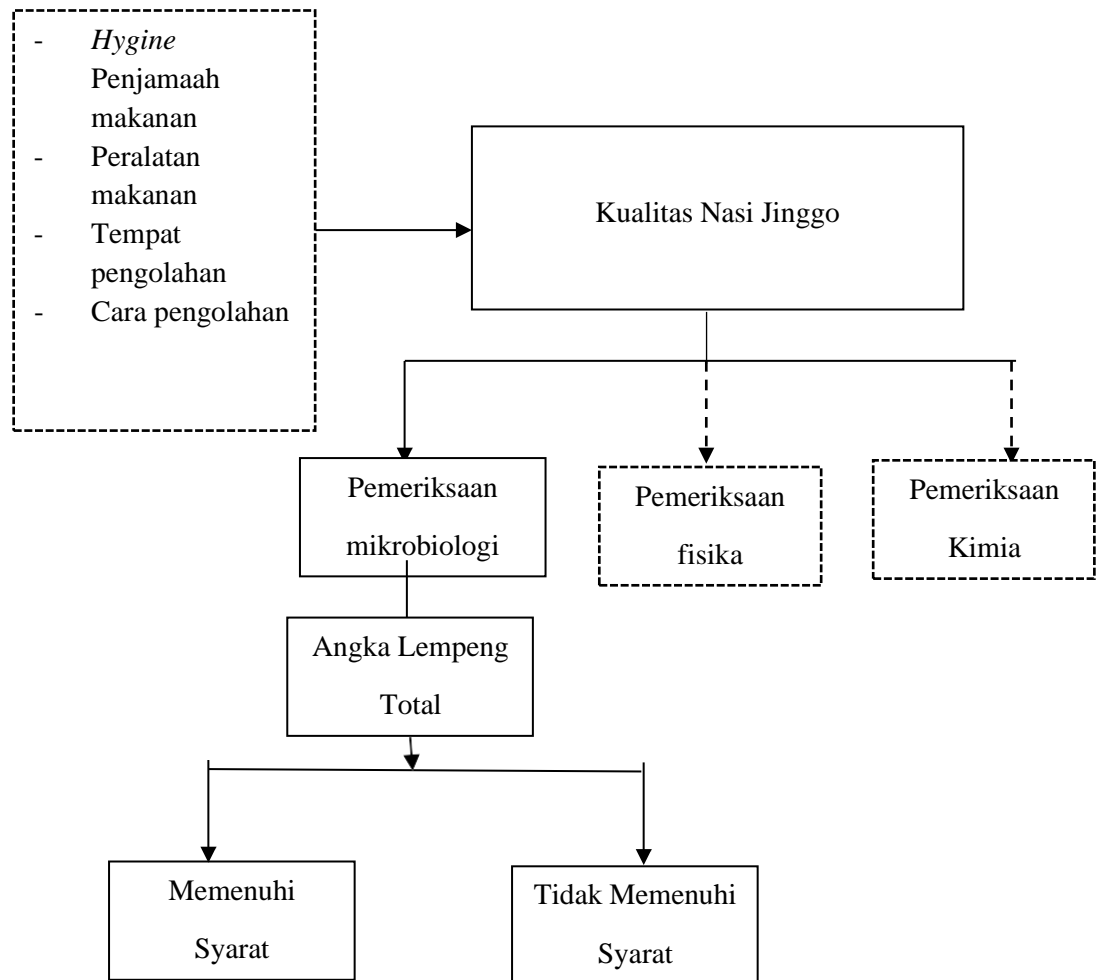 - Hygine
Penjamaah
makanan
- Peralatan
makanan
- Tempat
pengolahan
- Cara pengolahan
Kualitas Nasi Jinggo
Pemeriksaan
mikrobiologi
Pemeriksaan
fisika
Pemeriksaan
Kimia
Angka Lempeng
Total
Memenuhi
Syarat
Tidak Memenuhi
Syarat